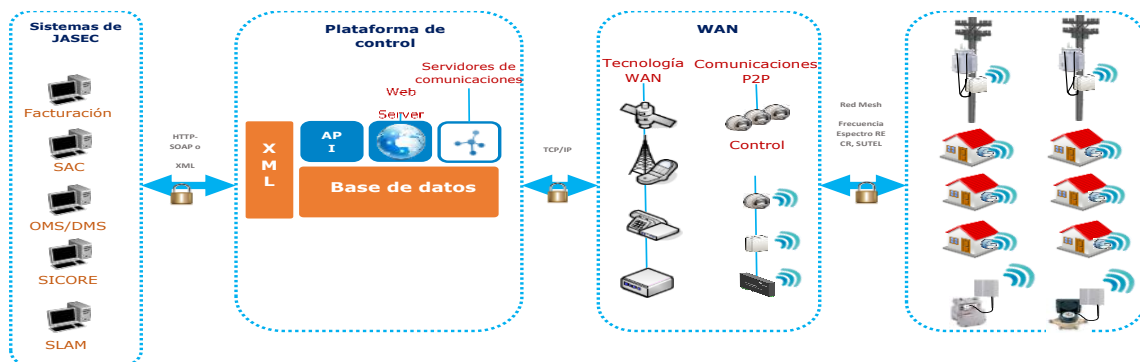 Sistemas de
JASEC
Facturación
SAC
OMS/DMS
SICORE
SLAM
HTTP-
SOAP o
XML
Plataforma de
control
Servidores de
comunicaciones
Web
Server
XML
AP
I
Base de datos
TCP/IP
WAN
Tecnología
WAN
Comunicaciones
P2P
Control
Red Mesh
Frecuencia
Espectro RE
CR, SUTEL